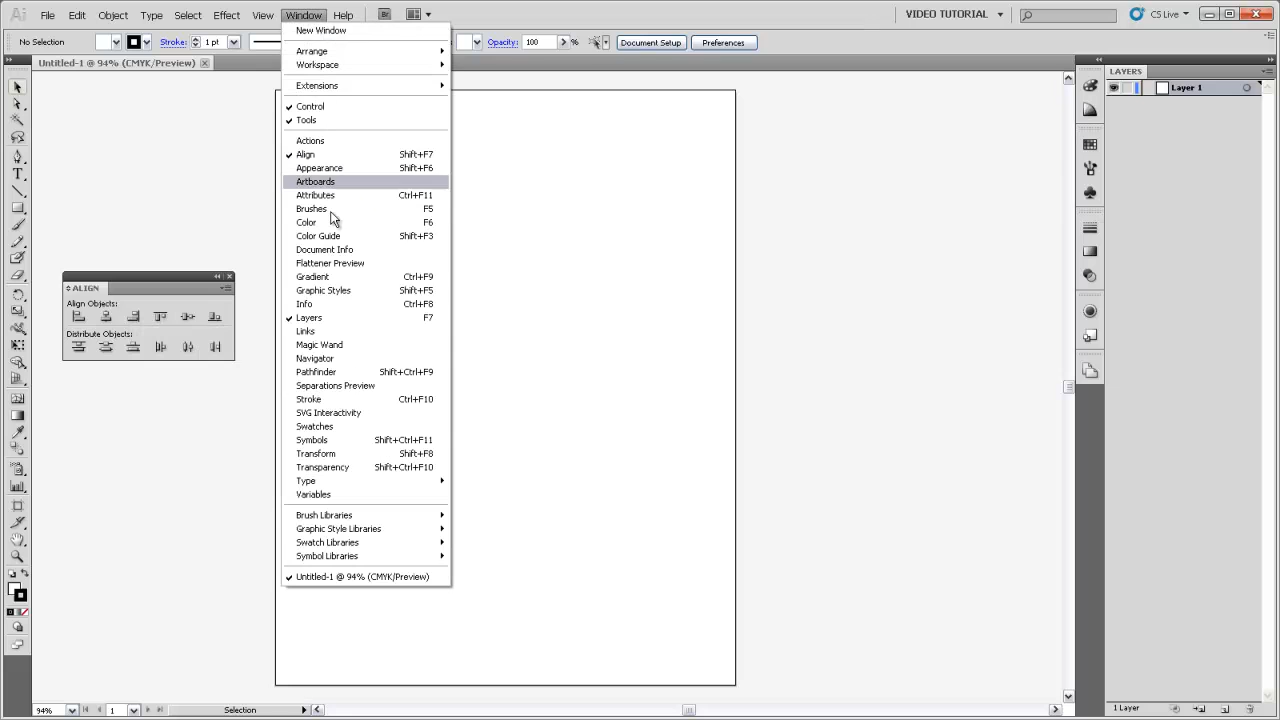 Ai File Edit Object Type Select Effect View Window Help Br VIDEO TUTORIAL CS Live
No Selection Stroke: 1 pt Opacity: 100 % Document Setup Preferences
Untitled-1 @ 94% (CMYK/Preview)
New Window
Arrange
Workspace
Extensions
Control
Tools
Actions
Align Shift+F7
Appearance Shift+F6
Artboards
Attributes Ctrl+F11
Brushes F5
Color F6
Color Guide Shift+F3
Document Info
Flattener Preview
Gradient Ctrl+F9
Graphic Styles Shift+F5
Info Ctrl+F8
Layers F7
Links
Magic Wand
Navigator
Pathfinder Shift+Ctrl+F9
Separations Preview
Stroke Ctrl+F10
SVG Interactivity
Swatches
Symbols Shift+Ctrl+F11
Transform Shift+F8
Transparency Shift+Ctrl+F10
Type
Variables
Brush Libraries
Graphic Style Libraries
Swatch Libraries
Symbol Libraries
Untitled-1 @ 94% (CMYK/Preview)
ALIGN
Align Objects:
Distribute Objects:
LAYERS
Layer 1
94% 1 Selection
1 Layer